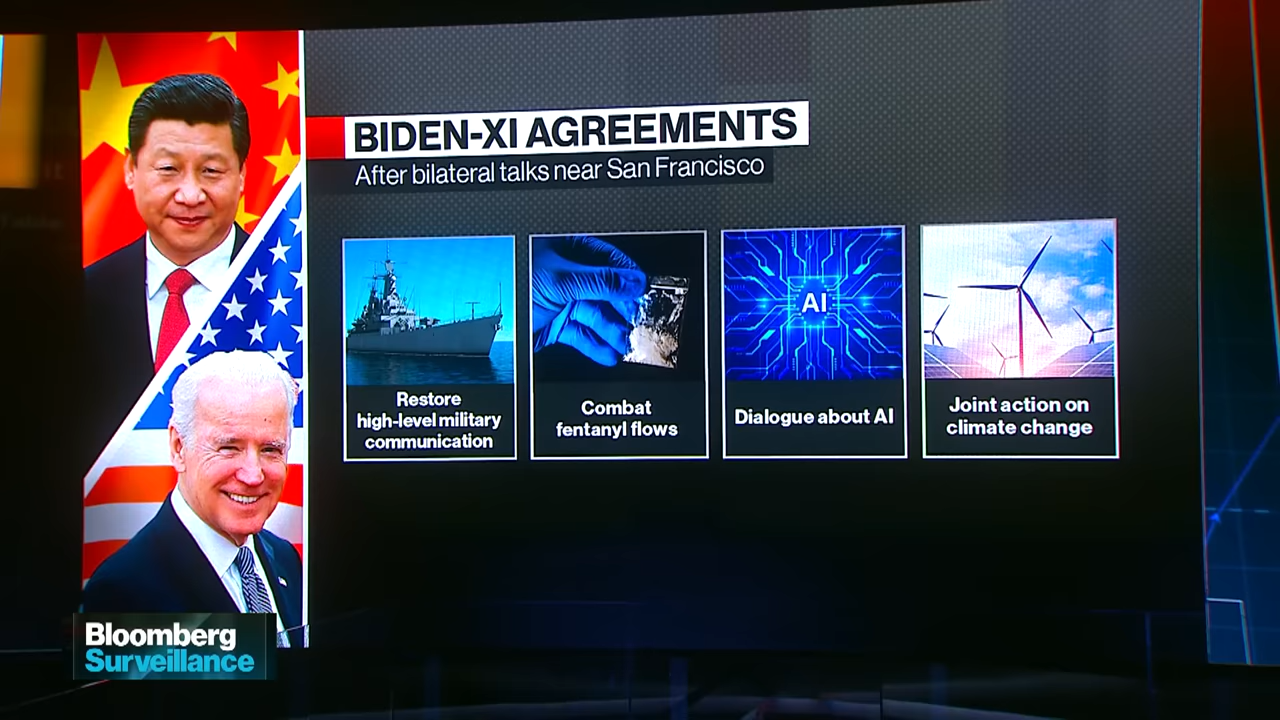 BIDEN-XI AGREEMENTS
After bilateral talks near San Francisco
Restore
high-level military
communication
Combat
fentanyl flows
AI
Dialogue about AI
Joint action on
climate change
Bloomberg
Surveillance